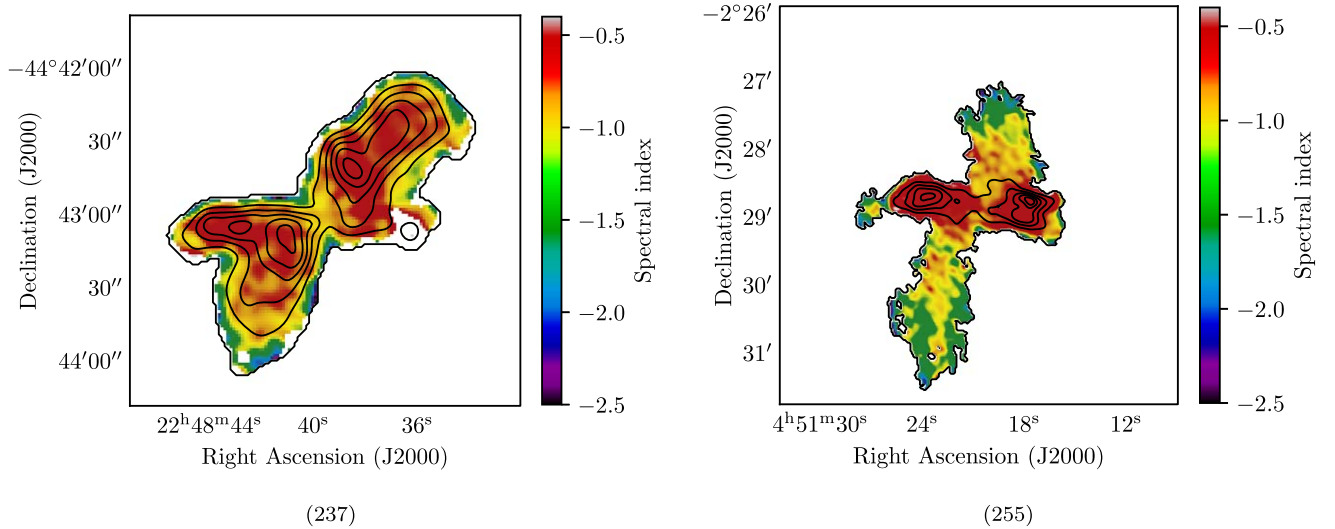 −44°42′00″
30″
43′00″
30″
44′00″
Declination (J2000)
22ʰ48ᵐ44ˢ 40ˢ 36ˢ
Right Ascension (J2000)
−0.5
−1.0
−1.5
−2.0
−2.5
Spectral index
(237)
−2°26′
27′
28′
29′
30′
31′
Declination (J2000)
4ʰ51ᵐ30ˢ 24ˢ 18ˢ 12ˢ
Right Ascension (J2000)
−0.5
−1.0
−1.5
−2.0
−2.5
Spectral index
(255)